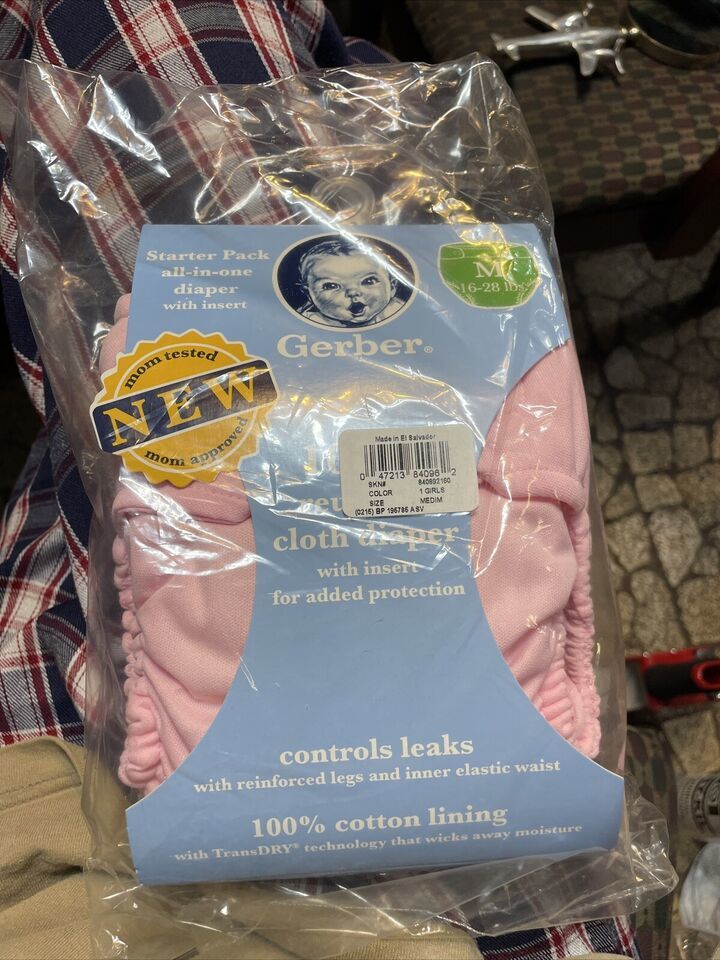 Starter Pack
all-in-one
diaper
with insert
M
16-28 lbs.
Gerber®
mom tested
NEW
mom approved
Made in El Salvador
0 47213 84096 2
SKN# 840892160
COLOR 1 GIRLS
SIZE MEDIM
(0215) BP 195785 ASV
cloth diaper
with insert
for added protection
controls leaks
with reinforced legs and inner elastic waist
100% cotton lining
with TransDRY® technology that wicks away moisture